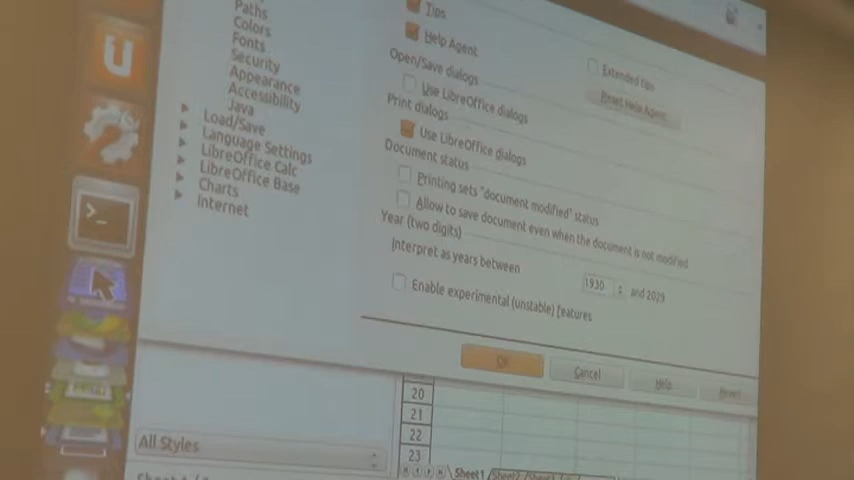 Paths
Colors
Fonts
Security
Appearance
Accessibility
Java
Load/Save
Language Settings
LibreOffice Calc
LibreOffice Base
Charts
Internet
Tips
Help Agent
Extended tips
Reset Help Agent
Open/Save dialogs
Use LibreOffice dialogs
Print dialogs
Use LibreOffice dialogs
Document status
Printing sets "document modified" status
Allow to save document even when the document is not modified
Year (two digits)
Interpret as years between 1930 and 2029
Enable experimental (unstable) features
OK Cancel Help Revert
20
21
22
23
All Styles
Sheet1 Sheet2 Sheet3